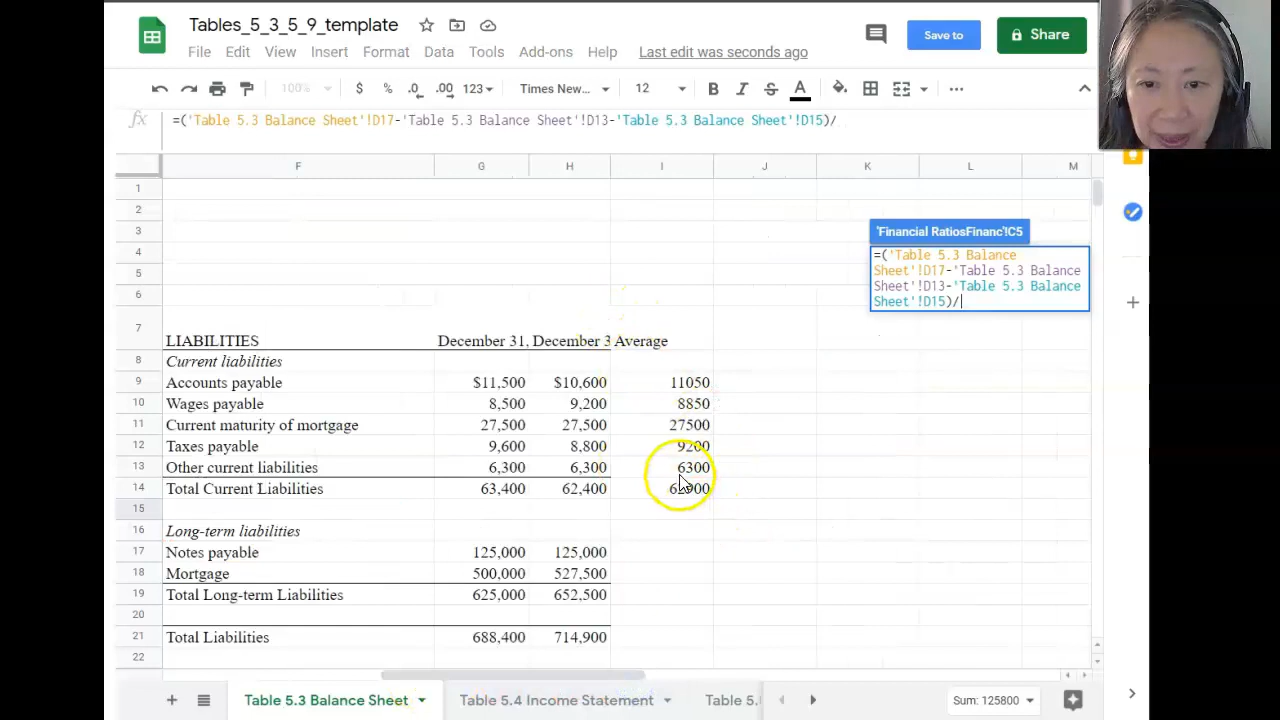 Tables_5_3_5_9_template
File Edit View Insert Format Data Tools Add-ons Help Last edit was seconds ago
Save to
Share
100% $ % .0 .00 123 Times New... 12 B I S A
fx =('Table 5.3 Balance Sheet'!D17-'Table 5.3 Balance Sheet'!D13-'Table 5.3 Balance Sheet'!D15)/
F G H I J K L M
1
2
3
'Financial RatiosFinanc'!C5
4
=('Table 5.3 Balance
Sheet'!D17-'Table 5.3 Balance
Sheet'!D13-'Table 5.3 Balance
Sheet'!D15)/
5
6
7 LIABILITIES December 31, December 3 Average
8 Current liabilities
9 Accounts payable $11,500 $10,600 11050
10 Wages payable 8,500 9,200 8850
11 Current maturity of mortgage 27,500 27,500 27500
12 Taxes payable 9,600 8,800 9200
13 Other current liabilities 6,300 6,300 6300
14 Total Current Liabilities 63,400 62,400
15
16 Long-term liabilities
17 Notes payable 125,000 125,000
18 Mortgage 500,000 527,500
19 Total Long-term Liabilities 625,000 652,500
20
21 Total Liabilities 688,400 714,900
22
Table 5.3 Balance Sheet Table 5.4 Income Statement Sum: 125800